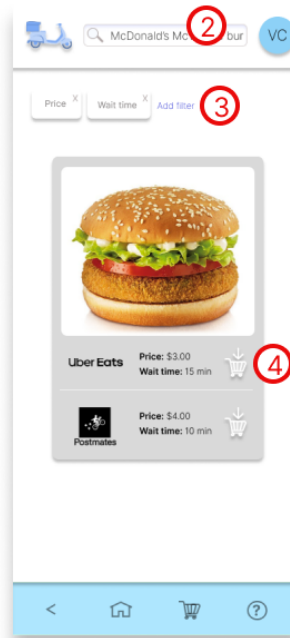 McDonald's Mc bur
2
VC
Price X
Wait time X
Add filter
3
Uber Eats
Price: $3.00
Wait time: 15 min
4
Postmates
Price: $4.00
Wait time: 10 min
<
?